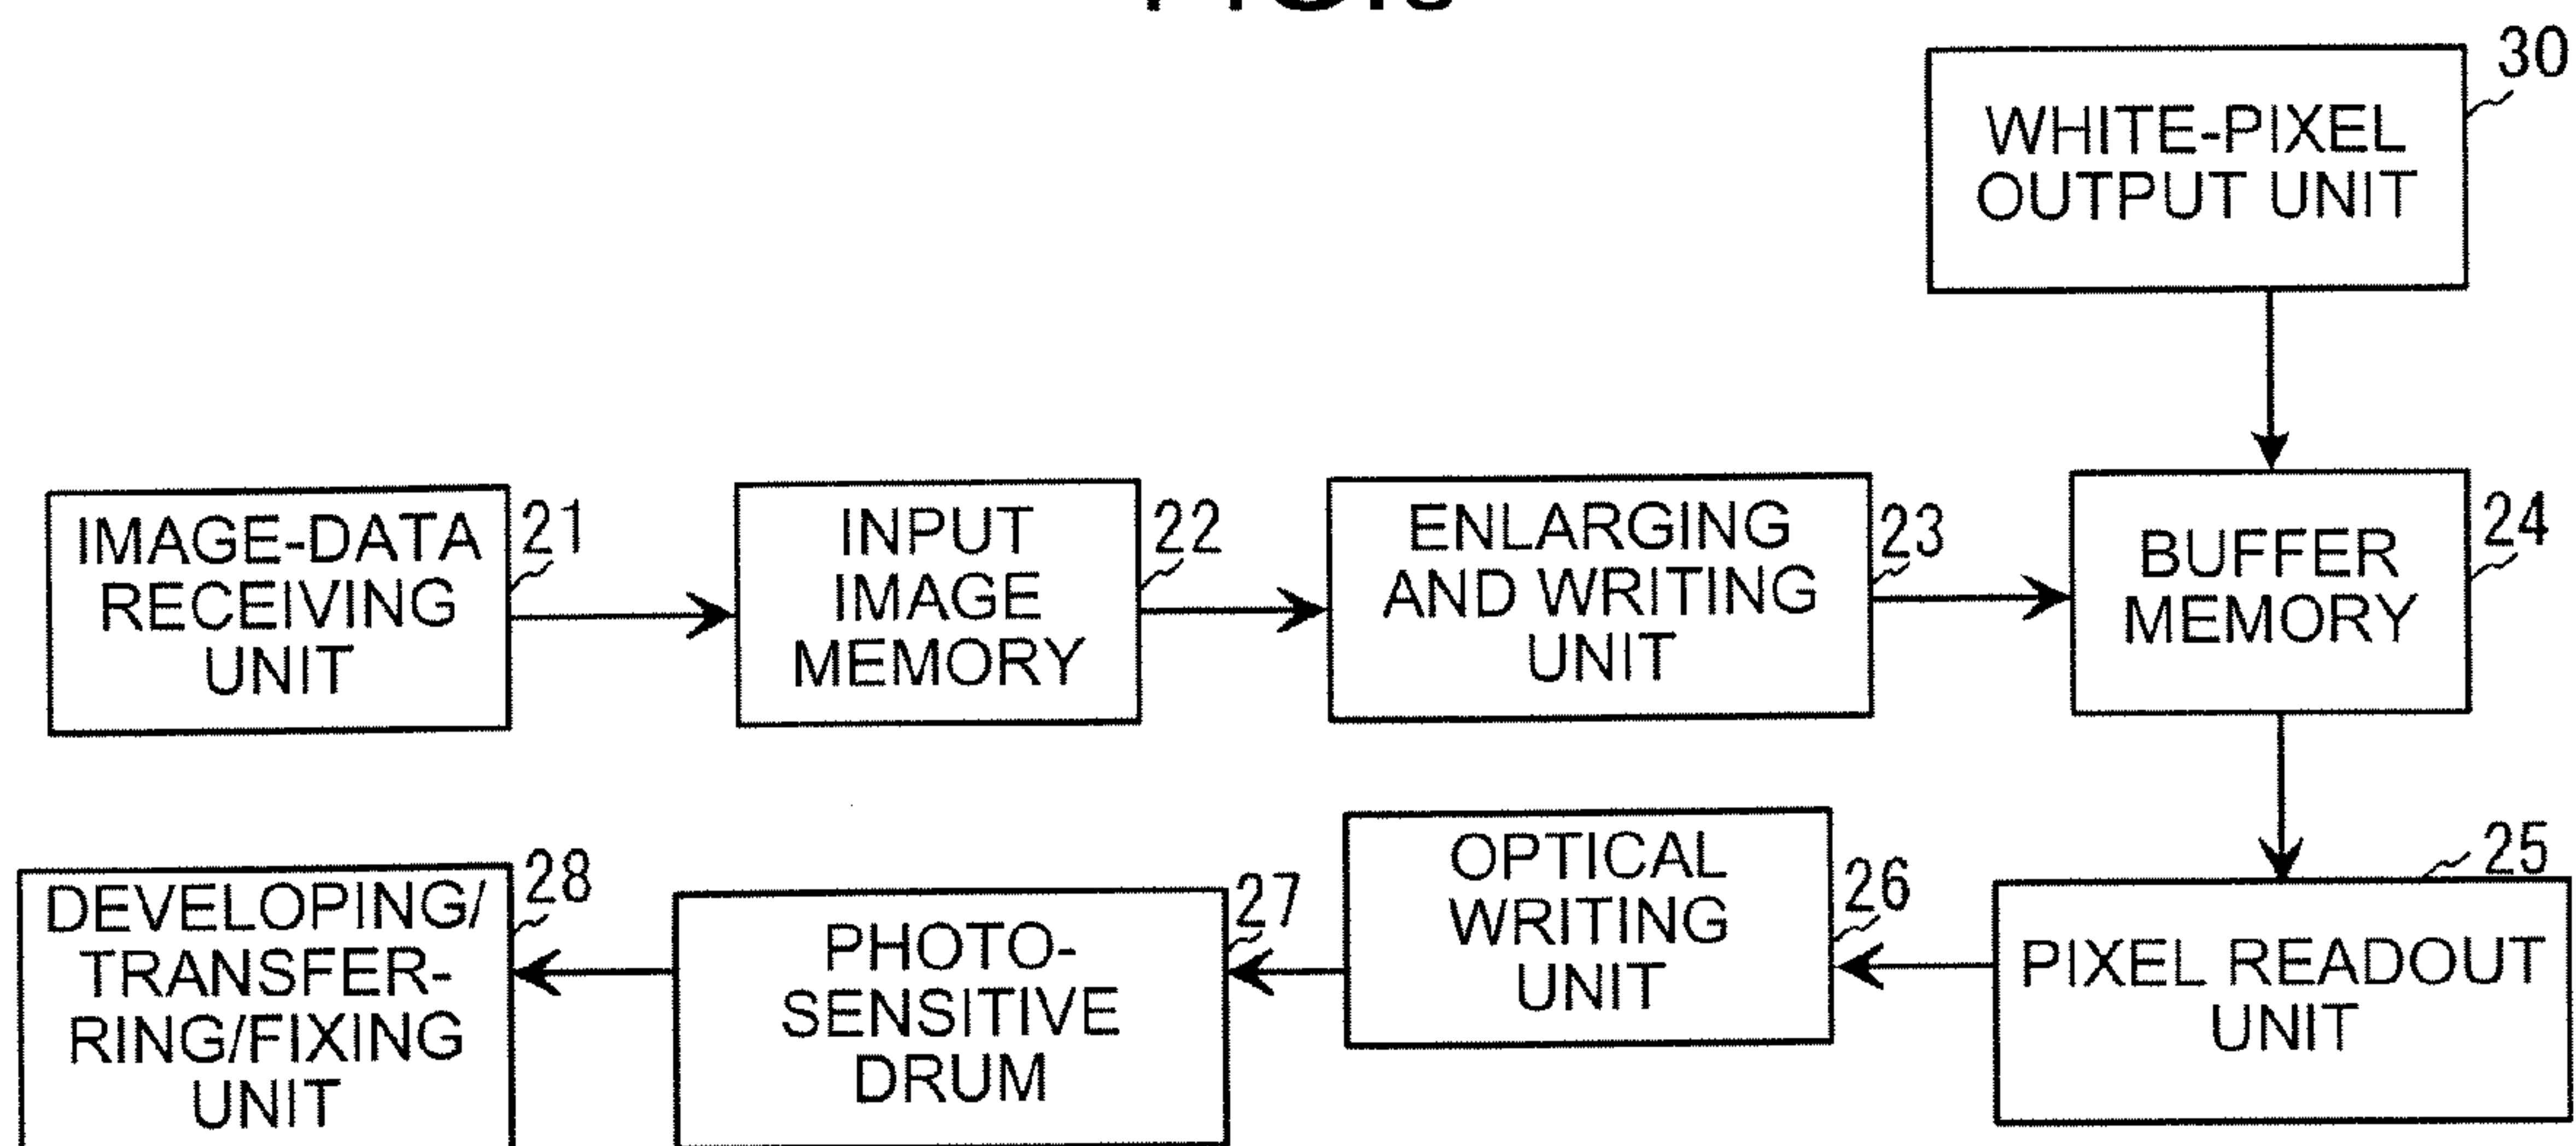 30
WHITE-PIXEL
OUTPUT UNIT
IMAGE-DATA
RECEIVING
UNIT
21
INPUT
IMAGE
MEMORY
22
ENLARGING
AND WRITING
UNIT
23
BUFFER
MEMORY
24
DEVELOPING/
TRANSFER-
RING/FIXING
UNIT
28
PHOTO-
SENSITIVE
DRUM
27
OPTICAL
WRITING
UNIT
26
PIXEL READOUT
UNIT
25